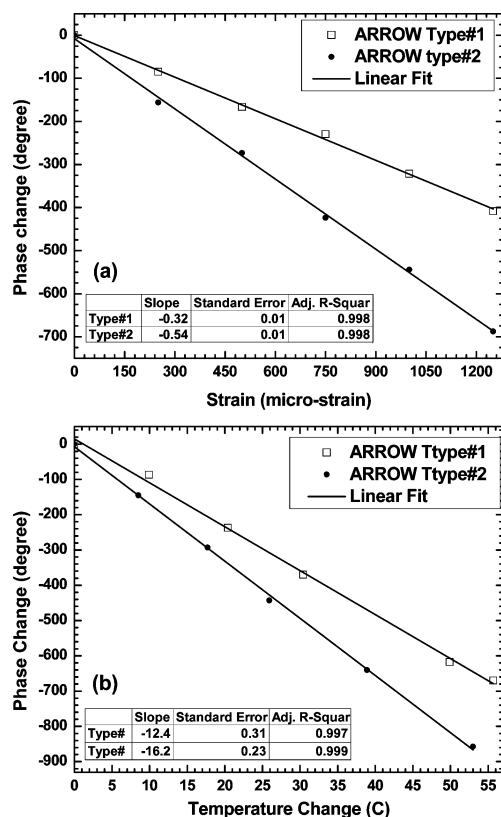 0
-100
-200
-300
-400
-500
-600
-700
Phase change (degree)
ARROW Type#1
ARROW type#2
Linear Fit
(a)
Slope Standard Error Adj. R-Squar
Type#1 -0.32 0.01 0.998
Type#2 -0.54 0.01 0.998
0 150 300 450 600 750 900 1050 1200
Strain (micro-strain)
0
-100
-200
-300
-400
-500
-600
-700
-800
-900
Phase Change (degree)
ARROW Ttype#1
ARROW Ttype#2
Linear Fit
(b)
Slope Standard Error Adj. R-Squar
Type# -12.4 0.31 0.997
Type# -16.2 0.23 0.999
0 5 10 15 20 25 30 35 40 45 50 55
Temperature Change (C)